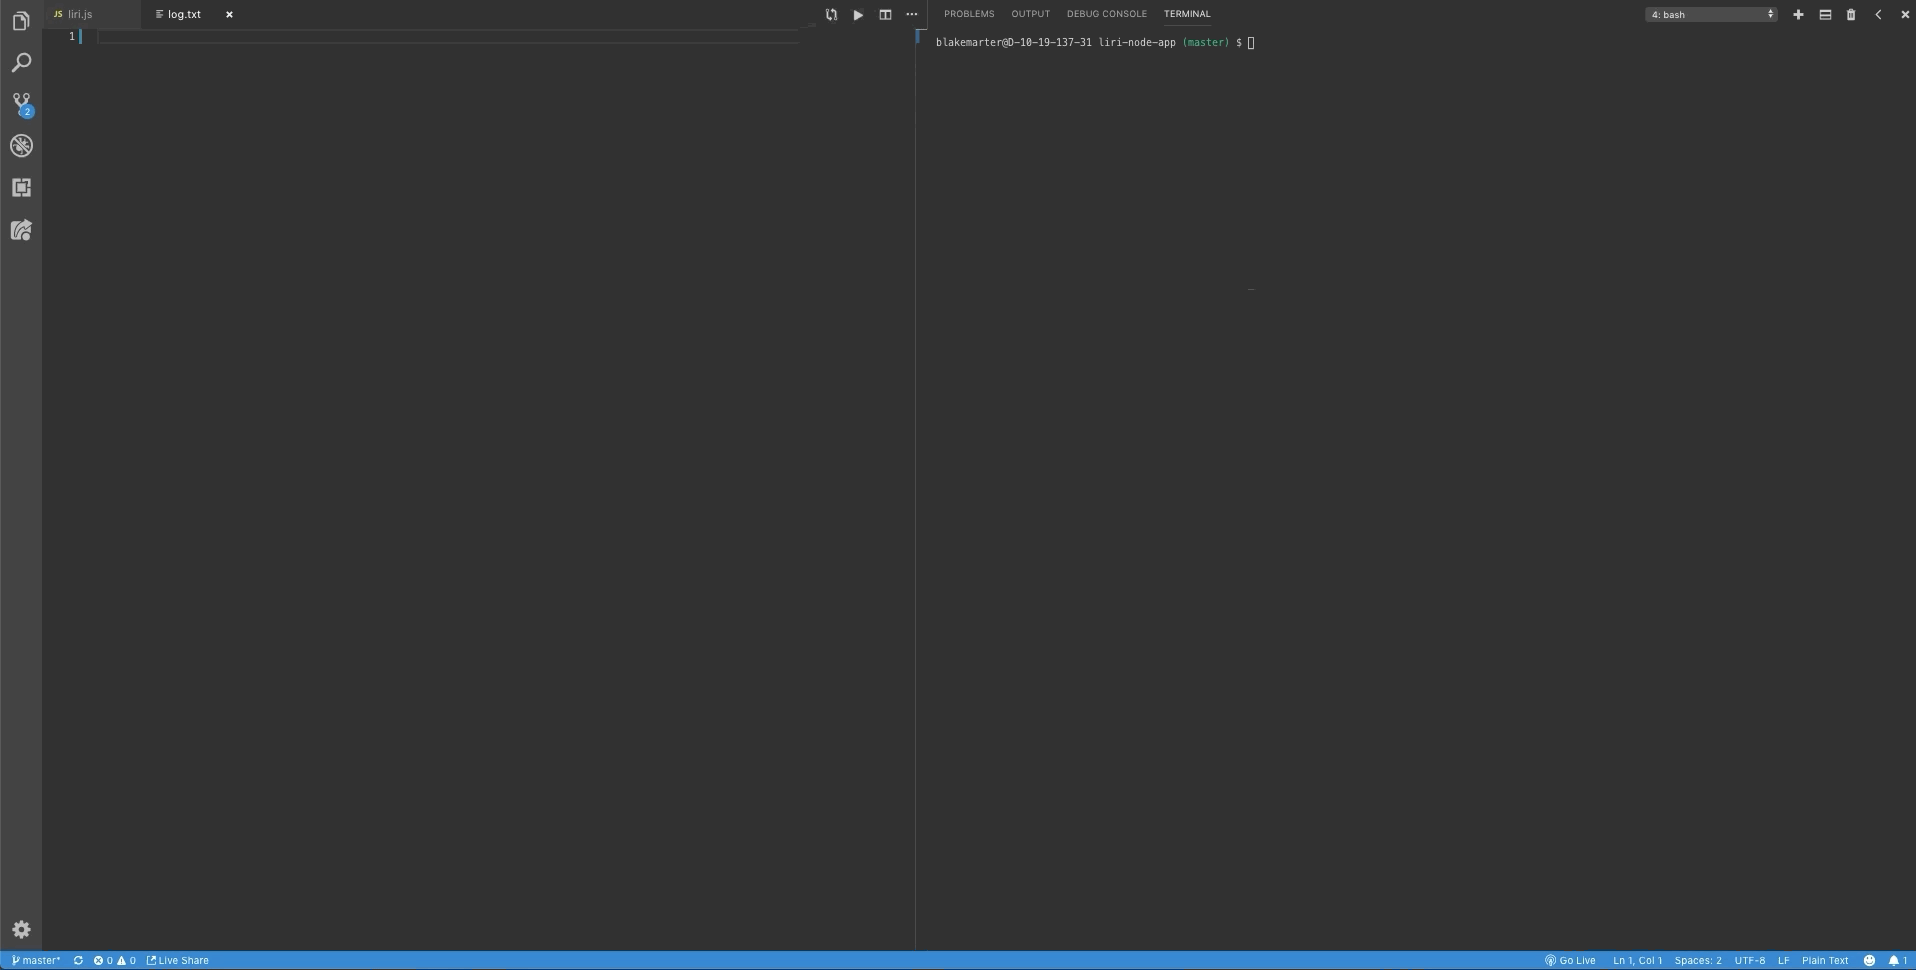 JS liri.js log.txt
PROBLEMS OUTPUT DEBUG CONSOLE TERMINAL 4: bash
1
blakemarter@D-10-19-137-31 liri-node-app (master) $
2
master* 0 0 Live Share Go Live Ln 1, Col 1 Spaces: 2 UTF-8 LF Plain Text 1